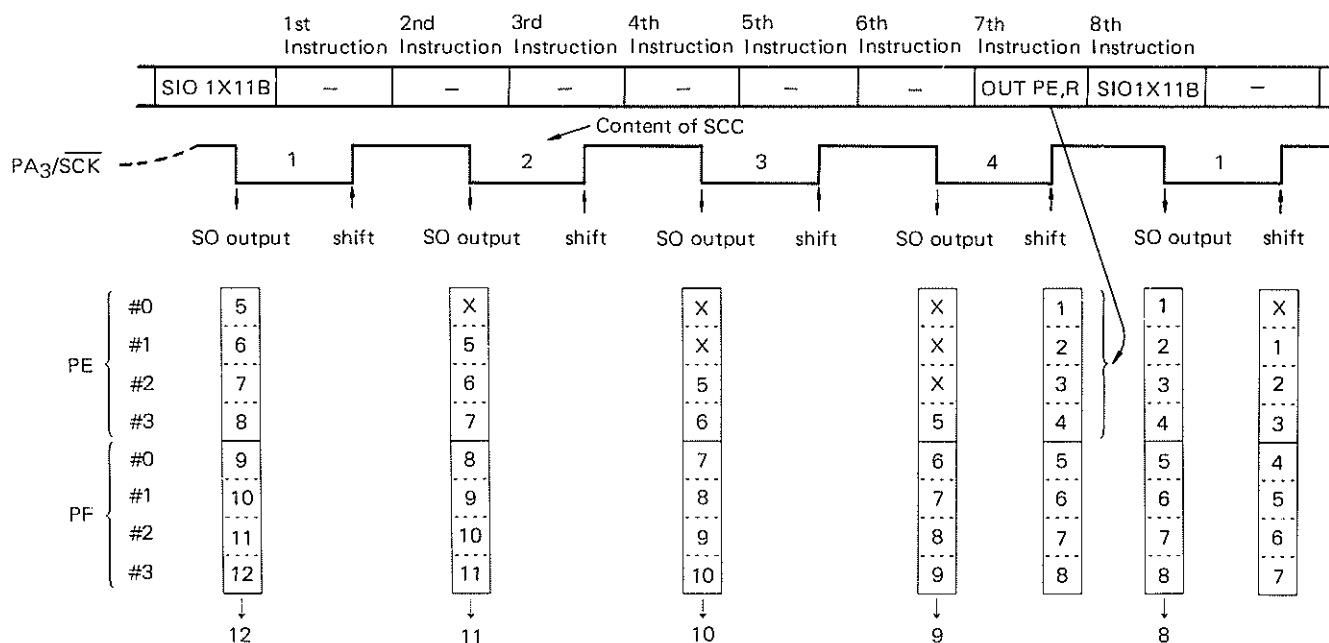 1st 2nd 3rd 4th 5th 6th 7th 8th
Instruction Instruction Instruction Instruction Instruction Instruction Instruction Instruction
SIO 1X11B — — — — — — OUT PE,R SIO1X11B —
Content of SCC
PA3/SCK 1 2 3 4 1
SO output shift SO output shift SO output shift SO output shift SO output shift
PE #0 5 X X X 1 1 X
#1 6 5 X X 2 2 1
#2 7 6 5 X 3 3 2
#3 8 7 6 5 4 4 3
PF #0 9 8 7 6 5 5 4
#1 10 9 8 7 6 6 5
#2 11 10 9 8 7 7 6
#3 12 11 10 9 8 8 7
12 11 10 9 8